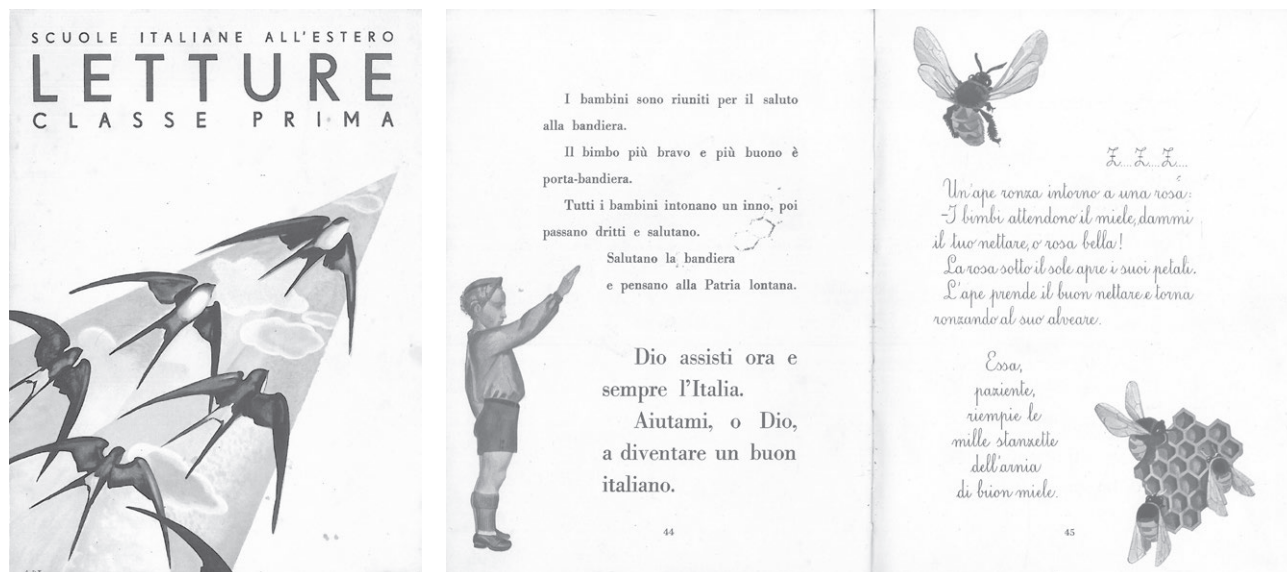 SCUOLE ITALIANE ALL'ESTERO
LETTURE
CLASSE PRIMA
I bambini sono riuniti per il saluto
alla bandiera.
Il bimbo più bravo e più buono è
porta-bandiera.
Tutti i bambini intonano un inno, poi
passano dritti e salutano.
Salutano la bandiera
e pensano alla Patria lontana.
Dio assisti ora e
sempre l'Italia.
Aiutami, o Dio,
a diventare un buon
italiano.
44
Z....Z....Z....
Un'ape ronza intorno a una rosa:
-I bimbi attendono il miele, dammi
il tuo nettare, o rosa bella!
La rosa sotto il sole apre i suoi petali.
L'ape prende il buon nettare e torna
ronzando al suo alveare.
Essa,
paziente,
riempie le
mille stanzette
dell'arnia
di buon miele.
45